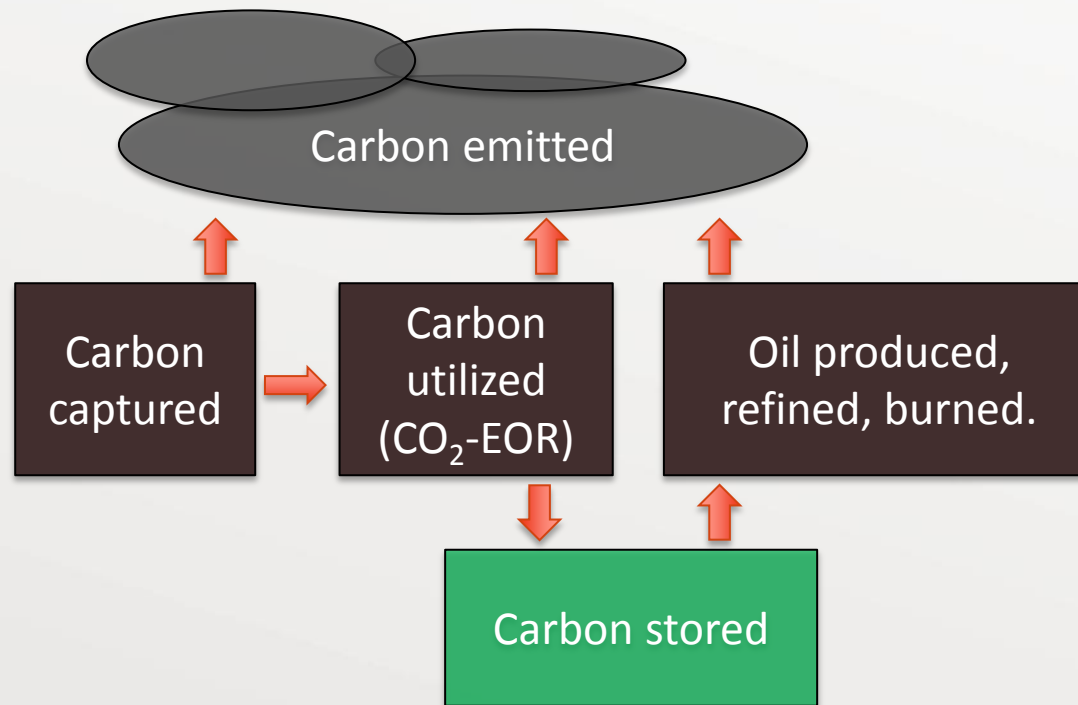 Carbon emitted
Carbon
captured
Carbon
utilized
(CO₂-EOR)
Oil produced,
refined, burned.
Carbon stored